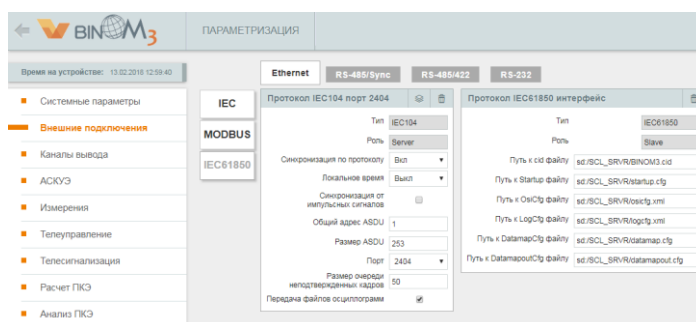 BINOM3
ПАРАМЕТРИЗАЦИЯ
Время на устройстве: 13.02.2018 12:59:40
Системные параметры
Внешние подключения
Каналы вывода
АСКУЭ
Измерения
Телеуправление
Телесигнализация
Расчет ПКЭ
Анализ ПКЭ
IEC
MODBUS
IEC61850
Ethernet
RS-485/Sync
RS-485/422
RS-232
Протокол IEC104 порт 2404
Тип IEC104
Роль Server
Синхронизация по протоколу Вкл
Локальное время Выкл
Синхронизация от
импульсных сигналов
Общий адрес ASDU 1
Размер ASDU 253
Порт 2404
Размер очереди
неподтвержденных кадров 50
Передача файлов осциллограмм
Протокол IEC61850 интерфейс
Тип IEC61850
Роль Slave
Путь к cid файлу sd:/SCL_SRVR/BINOM3.cid
Путь к Startup файлу sd:/SCL_SRVR/startup.cfg
Путь к OsiCfg файлу sd:/SCL_SRVR/osicfg.xml
Путь к LogCfg файлу sd:/SCL_SRVR/logcfg.xml
Путь к DatamapCfg файлу sd:/SCL_SRVR/datamap.cfg
Путь к DatamapoutCfg файлу sd:/SCL_SRVR/datamapout.cfg